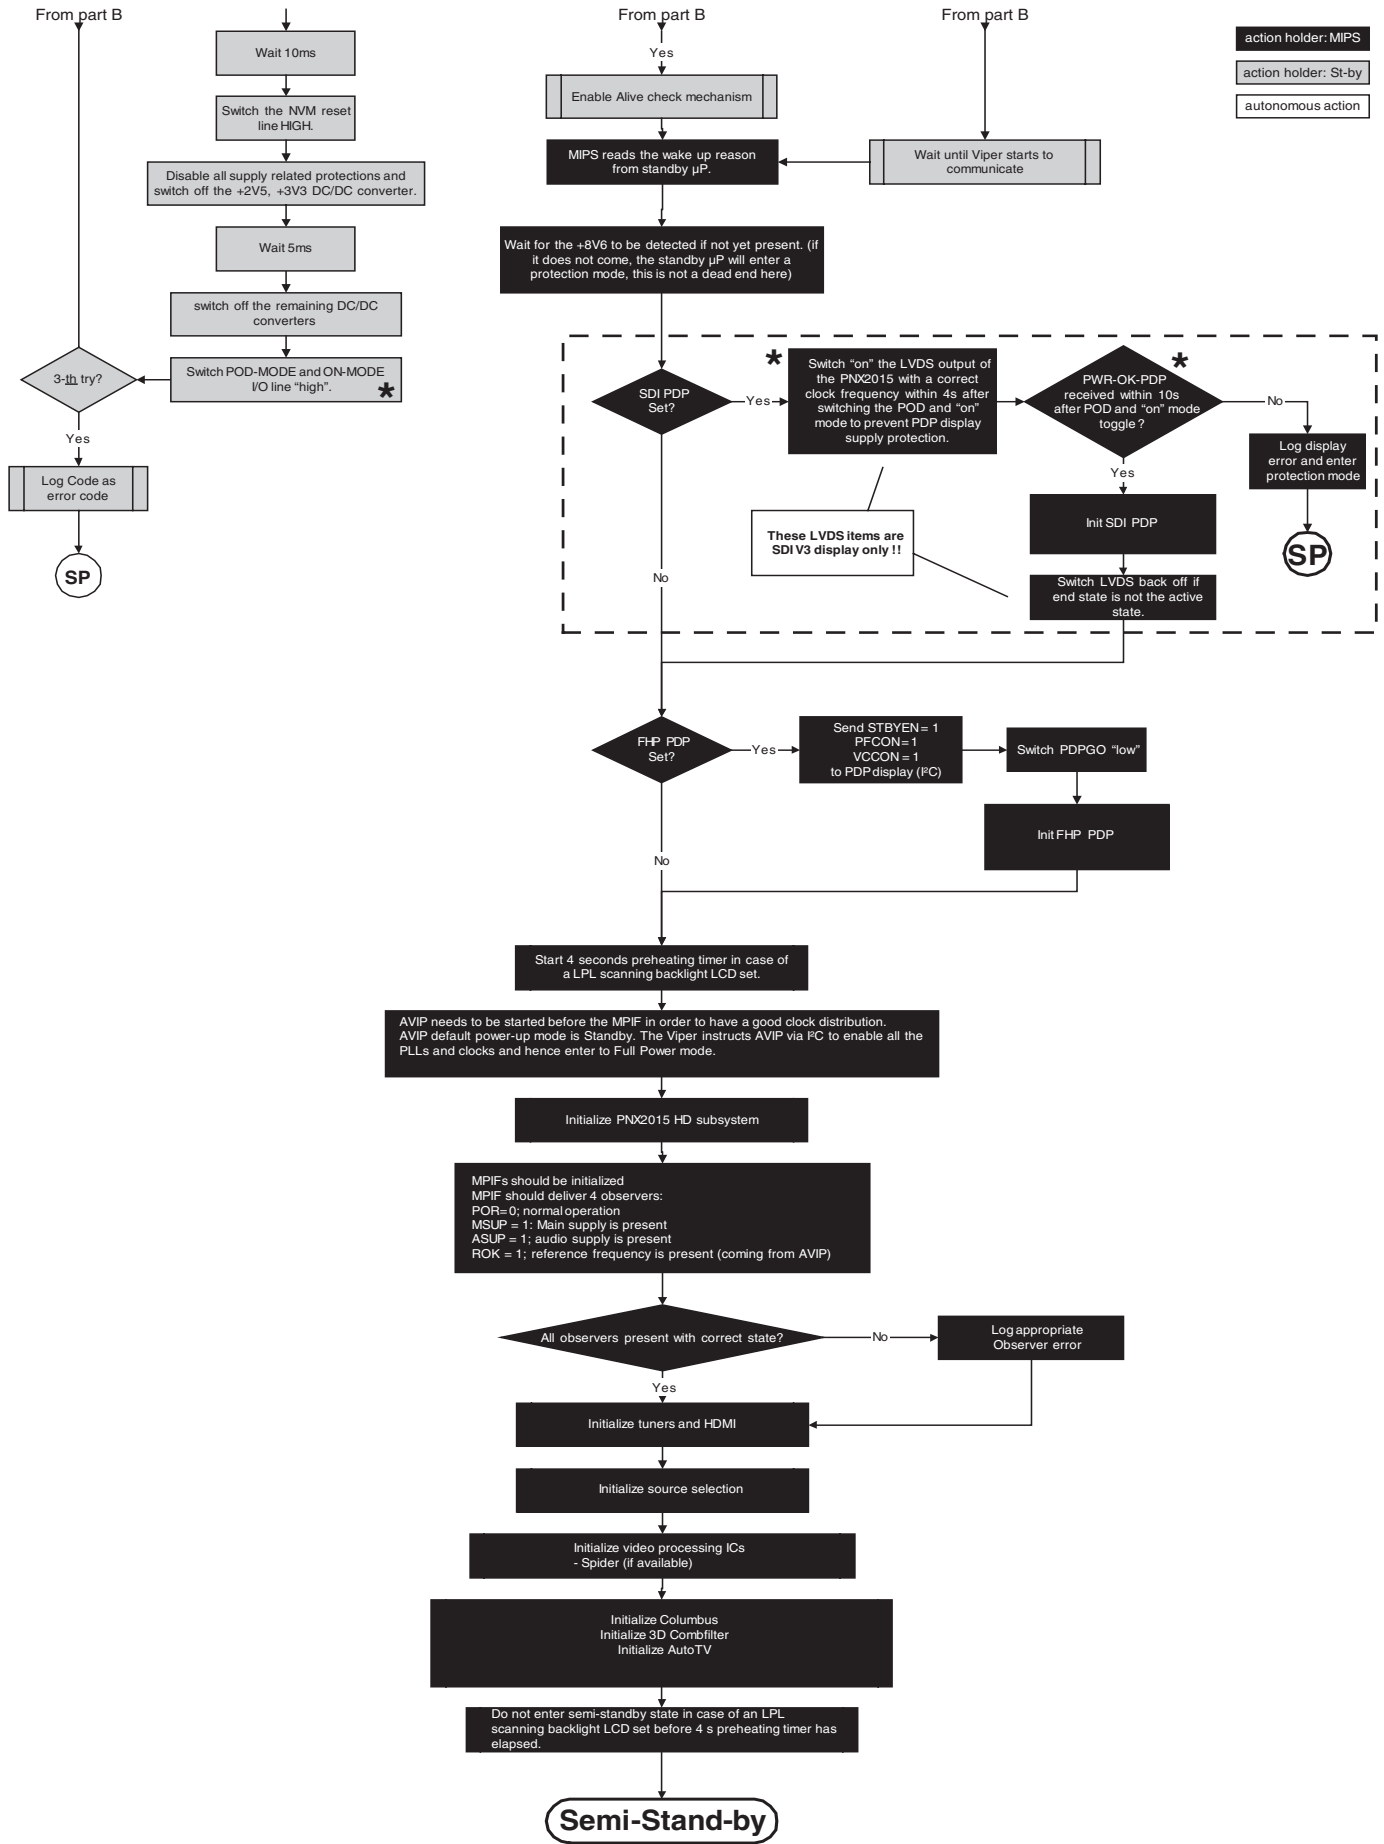 From part B
Wait 10ms
Switch the NVM reset
line HIGH.
Disable all supply related protections and
switch off the +2V5, +3V3 DC/DC converter.
Wait 5ms
switch off the remaining DC/DC
converters
Switch POD-MODE and ON-MODE
I/O line “high”.
*
3-th try?
Yes
Log Code as
error code
SP
From part B
Yes
Enable Alive check mechanism
MIPS reads the wake up reason
from standby µP.
From part B
Wait until Viper starts to
communicate
action holder: MIPS
action holder: St-by
autonomous action
Wait for the +8V6 to be detected if not yet present. (if
it does not come, the standby µP will enter a
protection mode, this is not a dead end here)
SDI PDP
Set?
Yes
*
Switch “on” the LVDS output of
the PNX2015 with a correct
clock frequency within 4s after
switching the POD and “on”
mode to prevent PDP display
supply protection.
*
PWR-OK-PDP
received within 10s
after POD and “on” mode
toggle ?
No
Log display
error and enter
protection mode
SP
Yes
Init SDI PDP
These LVDS items are
SDI V3 display only !!
Switch LVDS back off if
end state is not the active
state.
No
FHP PDP
Set?
Yes
Send STBYEN = 1
PFCON = 1
VCCON = 1
to PDP display (I²C)
Switch PDPGO “low”
Init FHP PDP
No
Start 4 seconds preheating timer in case of
a LPL scanning backlight LCD set.
AVIP needs to be started before the MPIF in order to have a good clock distribution.
AVIP default power-up mode is Standby. The Viper instructs AVIP via I²C to enable all the
PLLs and clocks and hence enter to Full Power mode.
Initialize PNX2015 HD subsystem
MPIFs should be initialized
MPIF should deliver 4 observers:
POR= 0; normal operation
MSUP = 1: Main supply is present
ASUP = 1; audio supply is present
ROK = 1; reference frequency is present (coming from AVIP)
All observers present with correct state?
No
Log appropriate
Observer error
Yes
Initialize tuners and HDMI
Initialize source selection
Initialize video processing ICs
- Spider (if available)
Initialize Columbus
Initialize 3D Combfilter
Initialize AutoTV
Do not enter semi-standby state in case of an LPL
scanning backlight LCD set before 4 s preheating timer has
elapsed.
Semi-Stand-by